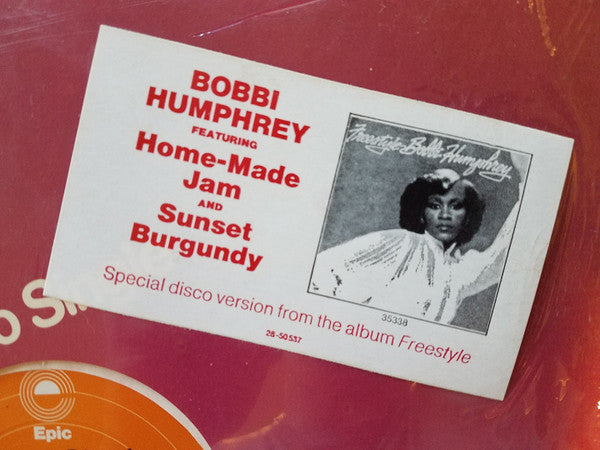 BOBBI
HUMPHREY
FEATURING
Home-Made
Jam
AND
Sunset
Burgundy
Freestyle Bobbi Humphrey
35338
Special disco version from the album Freestyle
28-50537
Epic